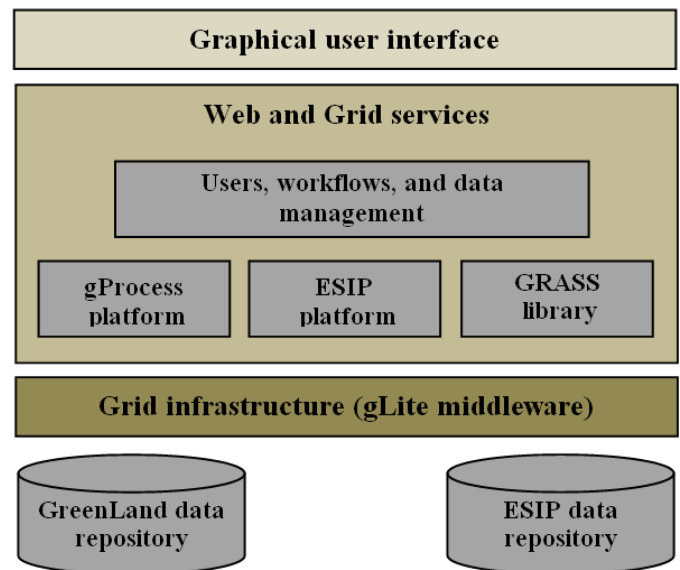 Graphical user interface
Web and Grid services
Users, workflows, and data
management
gProcess
platform
ESIP
platform
GRASS
library
Grid infrastructure (gLite middleware)
GreenLand data
repository
ESIP data
repository